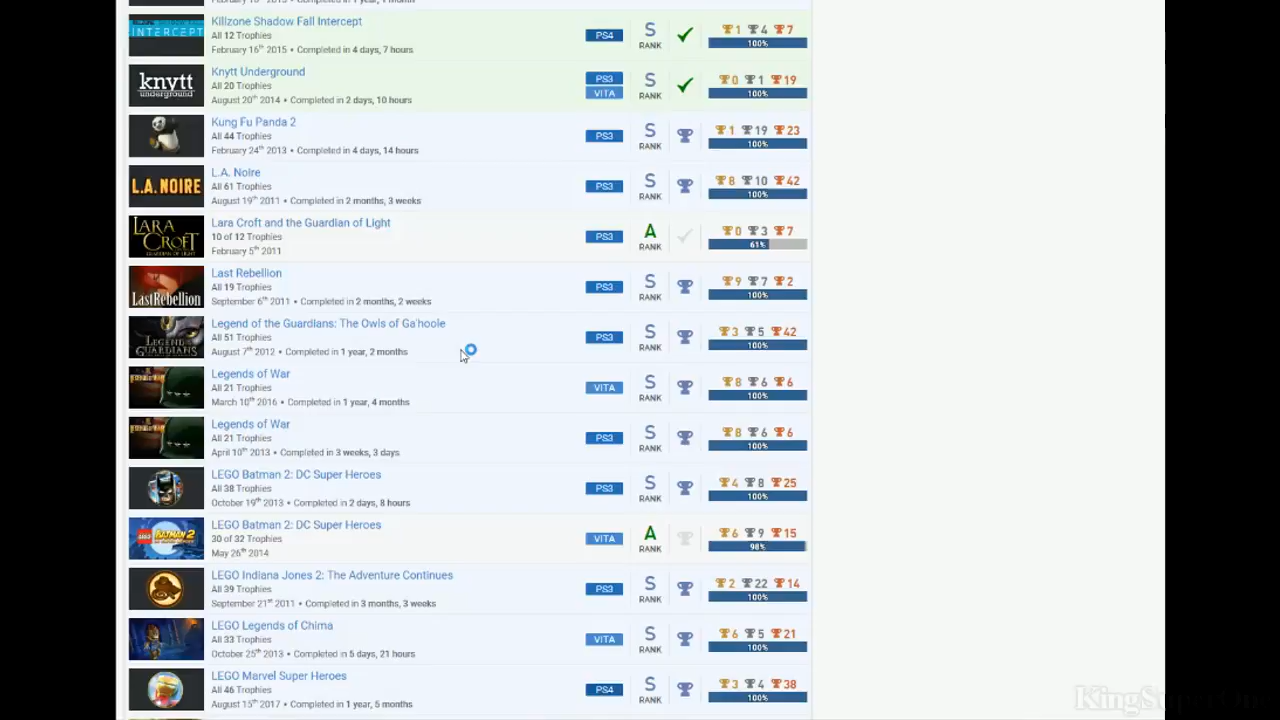 Killzone Shadow Fall Intercept
INTERCEPT
All 12 Trophies
February 16th 2015 • Completed in 4 days, 7 hours
PS4
S
RANK
1 4 7
100%
knytt
underground
Knytt Underground
All 20 Trophies
August 20th 2014 • Completed in 2 days, 10 hours
PS3
VITA
S
RANK
0 1 19
100%
Kung Fu Panda 2
All 44 Trophies
February 24th 2013 • Completed in 4 days, 14 hours
PS3
S
RANK
1 19 23
100%
L.A. NOIRE
L.A. Noire
All 61 Trophies
August 19th 2011 • Completed in 2 months, 3 weeks
PS3
S
RANK
8 10 42
100%
LARA
CROFT
GUARDIAN OF LIGHT
Lara Croft and the Guardian of Light
10 of 12 Trophies
February 5th 2011
PS3
A
RANK
0 3 7
61%
LastRebellion
Last Rebellion
All 19 Trophies
September 6th 2011 • Completed in 2 months, 2 weeks
PS3
S
RANK
9 7 2
100%
LEGEND
GUARDIANS
Legend of the Guardians: The Owls of Ga'hoole
All 51 Trophies
August 7th 2012 • Completed in 1 year, 2 months
PS3
S
RANK
3 5 42
100%
Legends of War
All 21 Trophies
March 10th 2016 • Completed in 1 year, 4 months
VITA
S
RANK
8 6 6
100%
Legends of War
All 21 Trophies
April 10th 2013 • Completed in 3 weeks, 3 days
PS3
S
RANK
8 6 6
100%
LEGO Batman 2: DC Super Heroes
All 38 Trophies
October 19th 2013 • Completed in 2 days, 8 hours
PS3
S
RANK
4 8 25
100%
BATMAN 2
LEGO Batman 2: DC Super Heroes
30 of 32 Trophies
May 26th 2014
VITA
A
RANK
6 9 15
98%
LEGO Indiana Jones 2: The Adventure Continues
All 39 Trophies
September 21st 2011 • Completed in 3 months, 3 weeks
PS3
S
RANK
2 22 14
100%
LEGO Legends of Chima
All 33 Trophies
October 25th 2013 • Completed in 5 days, 21 hours
VITA
S
RANK
6 5 21
100%
LEGO Marvel Super Heroes
All 46 Trophies
August 15th 2017 • Completed in 1 year, 5 months
PS4
S
RANK
3 4 38
100%